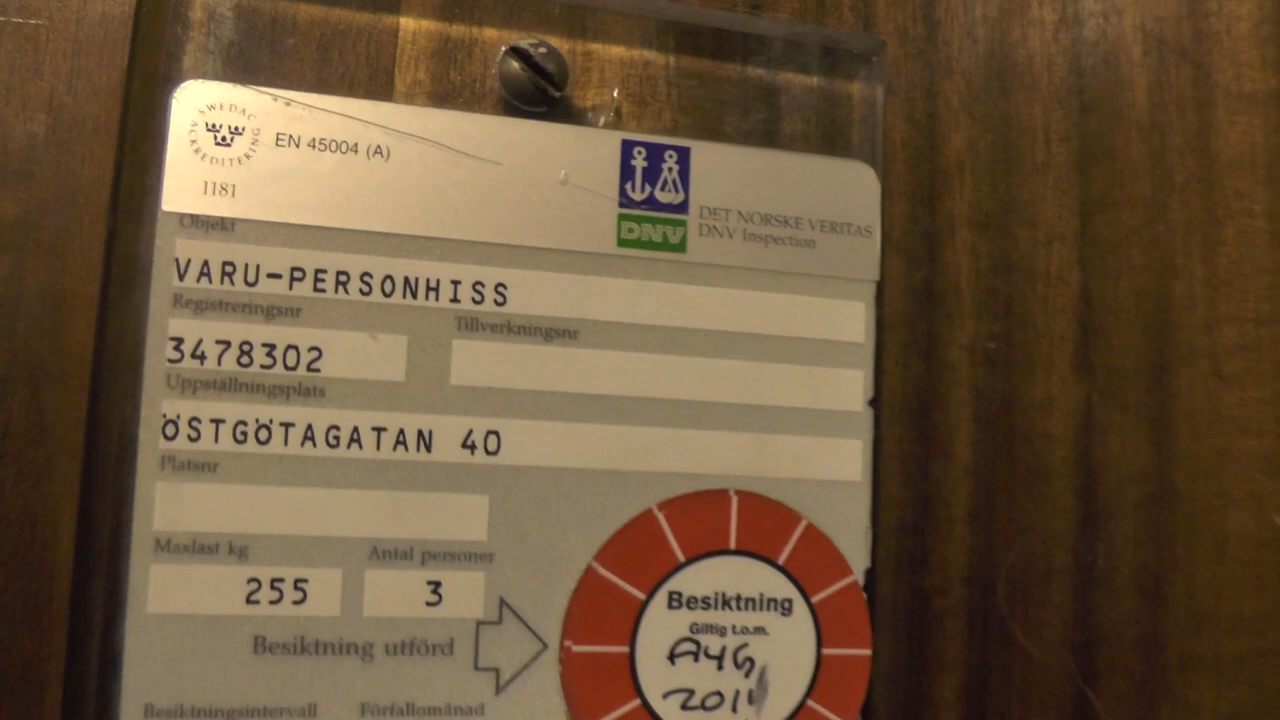 SWEDAC ACKREDITERING
EN 45004 (A)
1181
DNV
DET NORSKE VERITAS
DNV Inspection
Objekt
VARU-PERSONHISS
Registreringsnr
Tillverkningsnr
3478302
Uppställningsplats
ÖSTGÖTAGATAN 40
Platsnr
Maxlast kg
Antal personer
255
3
Besiktning utförd
Besiktning
Giltig t.o.m.
AUG
2011
Besiktningsintervall
Förfallomånad